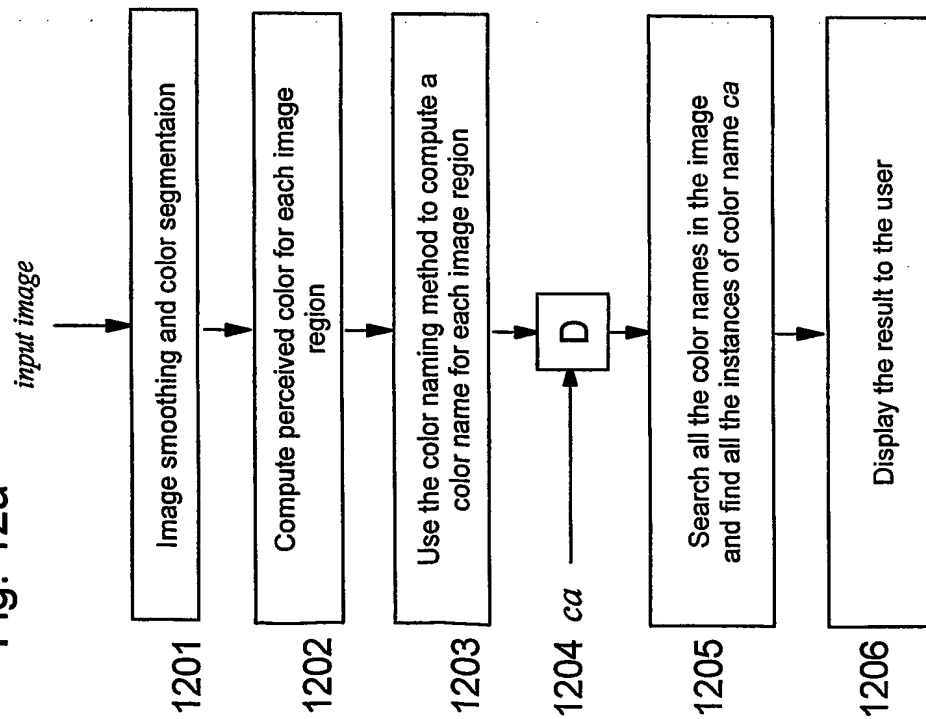 Fig. 12a
input image
1201
Image smoothing and color segmentaion
1202
Compute perceived color for each image
region
1203
Use the color naming method to compute a
color name for each image region
1204
ca
D
1205
Search all the color names in the image
and find all the instances of color name ca
1206
Display the result to the user